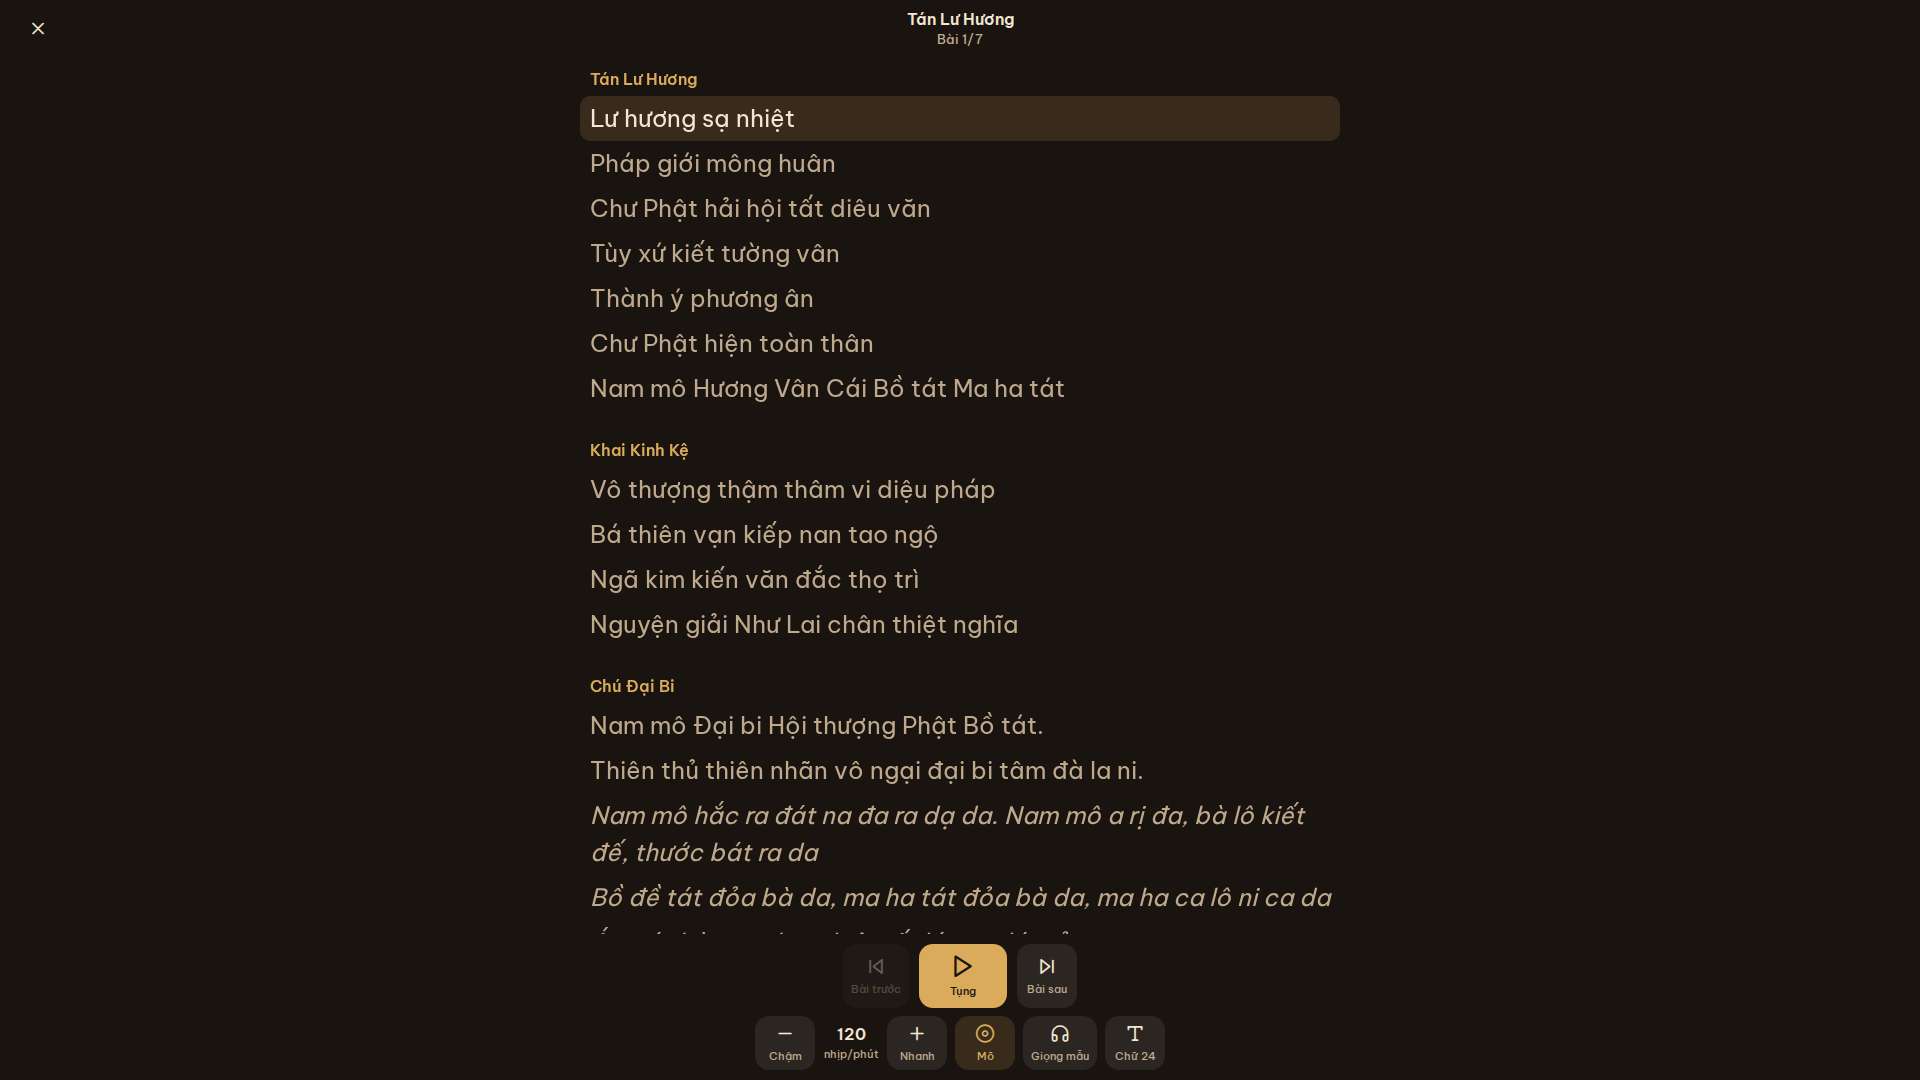 Tán Lư Hương
Bài 1/7
Tán Lư Hương
Lư hương sạ nhiệt
Pháp giới mông huân
Chư Phật hải hội tất diêu văn
Tùy xứ kiết tường vân
Thành ý phương ân
Chư Phật hiện toàn thân
Nam mô Hương Vân Cái Bồ tát Ma ha tát
Khai Kinh Kệ
Vô thượng thậm thâm vi diệu pháp
Bá thiên vạn kiếp nan tao ngộ
Ngã kim kiến văn đắc thọ trì
Nguyện giải Như Lai chân thiệt nghĩa
Chú Đại Bi
Nam mô Đại bi Hội thượng Phật Bồ tát.
Thiên thủ thiên nhãn vô ngại đại bi tâm đà la ni.
Nam mô hắc ra đát na đa ra dạ da. Nam mô a rị đa, bà lô kiết
đế, thước bát ra da
Bồ đề tát đỏa bà da, ma ha tát đỏa bà da, ma ha ca lô ni ca da
Bài trước
Tụng
Bài sau
Chậm
120
nhịp/phút
Nhanh
Mõ
Giọng mẫu
Chữ 24